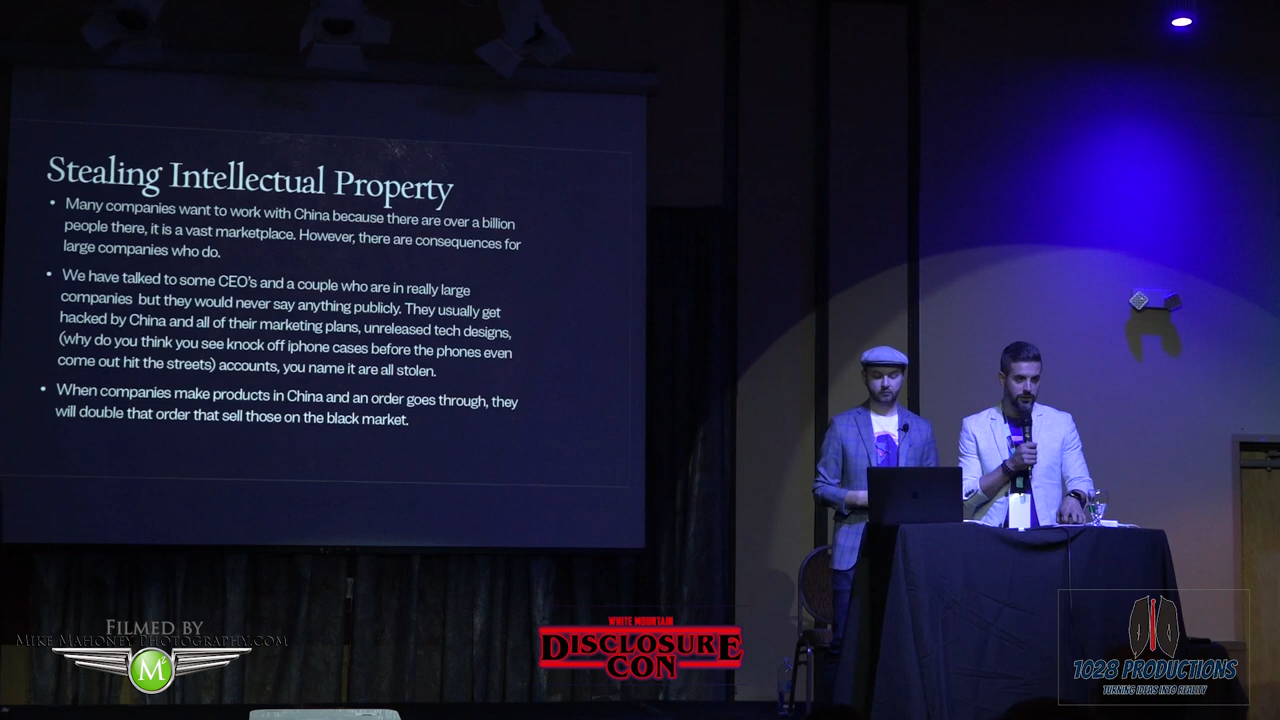 Stealing Intellectual Property
• Many companies want to work with China because there are over a billion
people there, it is a vast marketplace. However, there are consequences for
large companies who do.
• We have talked to some CEO's and a couple who are in really large
companies but they would never say anything publicly. They usually get
hacked by China and all of their marketing plans, unreleased tech designs,
(why do you think you see knock off iphone cases before the phones even
come out hit the streets) accounts, you name it are all stolen.
• When companies make products in China and an order goes through, they
will double that order that sell those on the black market.
FILMED BY
MIKE MAHONEY PHOTOGRAPHY.COM
M²
WHITE MOUNTAIN
DISCLOSURE
CON
1028 PRODUCTIONS
TURNING IDEAS INTO REALITY